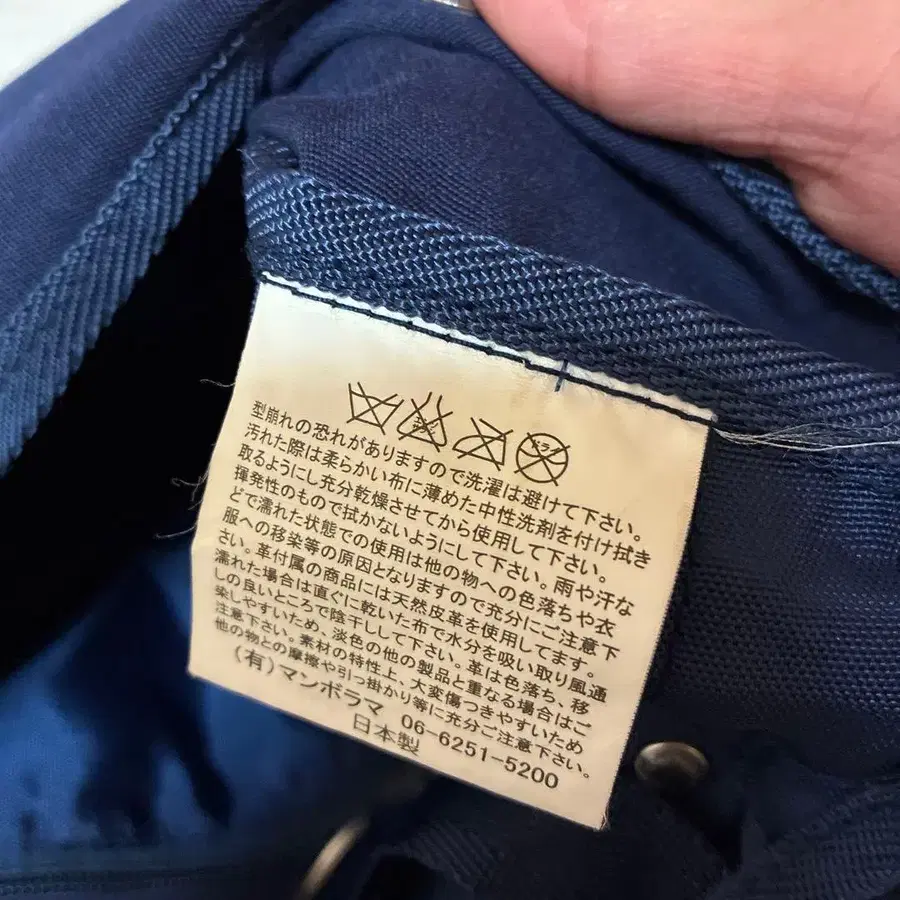 エンソサラシ
ドライ
型崩れの恐れがありますので洗濯は避けて下さい。
汚れた際は柔らかい布に薄めた中性洗剤を付け拭き
取るようにし充分乾燥させてから使用して下さい。
揮発性のもので拭かないようにして下さい。雨や汗な
どで濡れた状態での使用は他の物への色落ちや衣
服への移染等の原因となりますので充分にご注意下
さい。革付属の商品には天然皮革を使用してます。
濡れた場合は直ぐに乾いた布で水分を吸い取り風通
しの良いところで陰干しして下さい。革は色落ち、移
染しやすいため、淡色の他の製品と重なる場合はご
注意下さい。素材の特性上、大変傷つきやすいため
他の物との摩擦や引っ掛かり等に充分ご注意下さい。
(有)マンボラマ 06-6251-5200
日本製